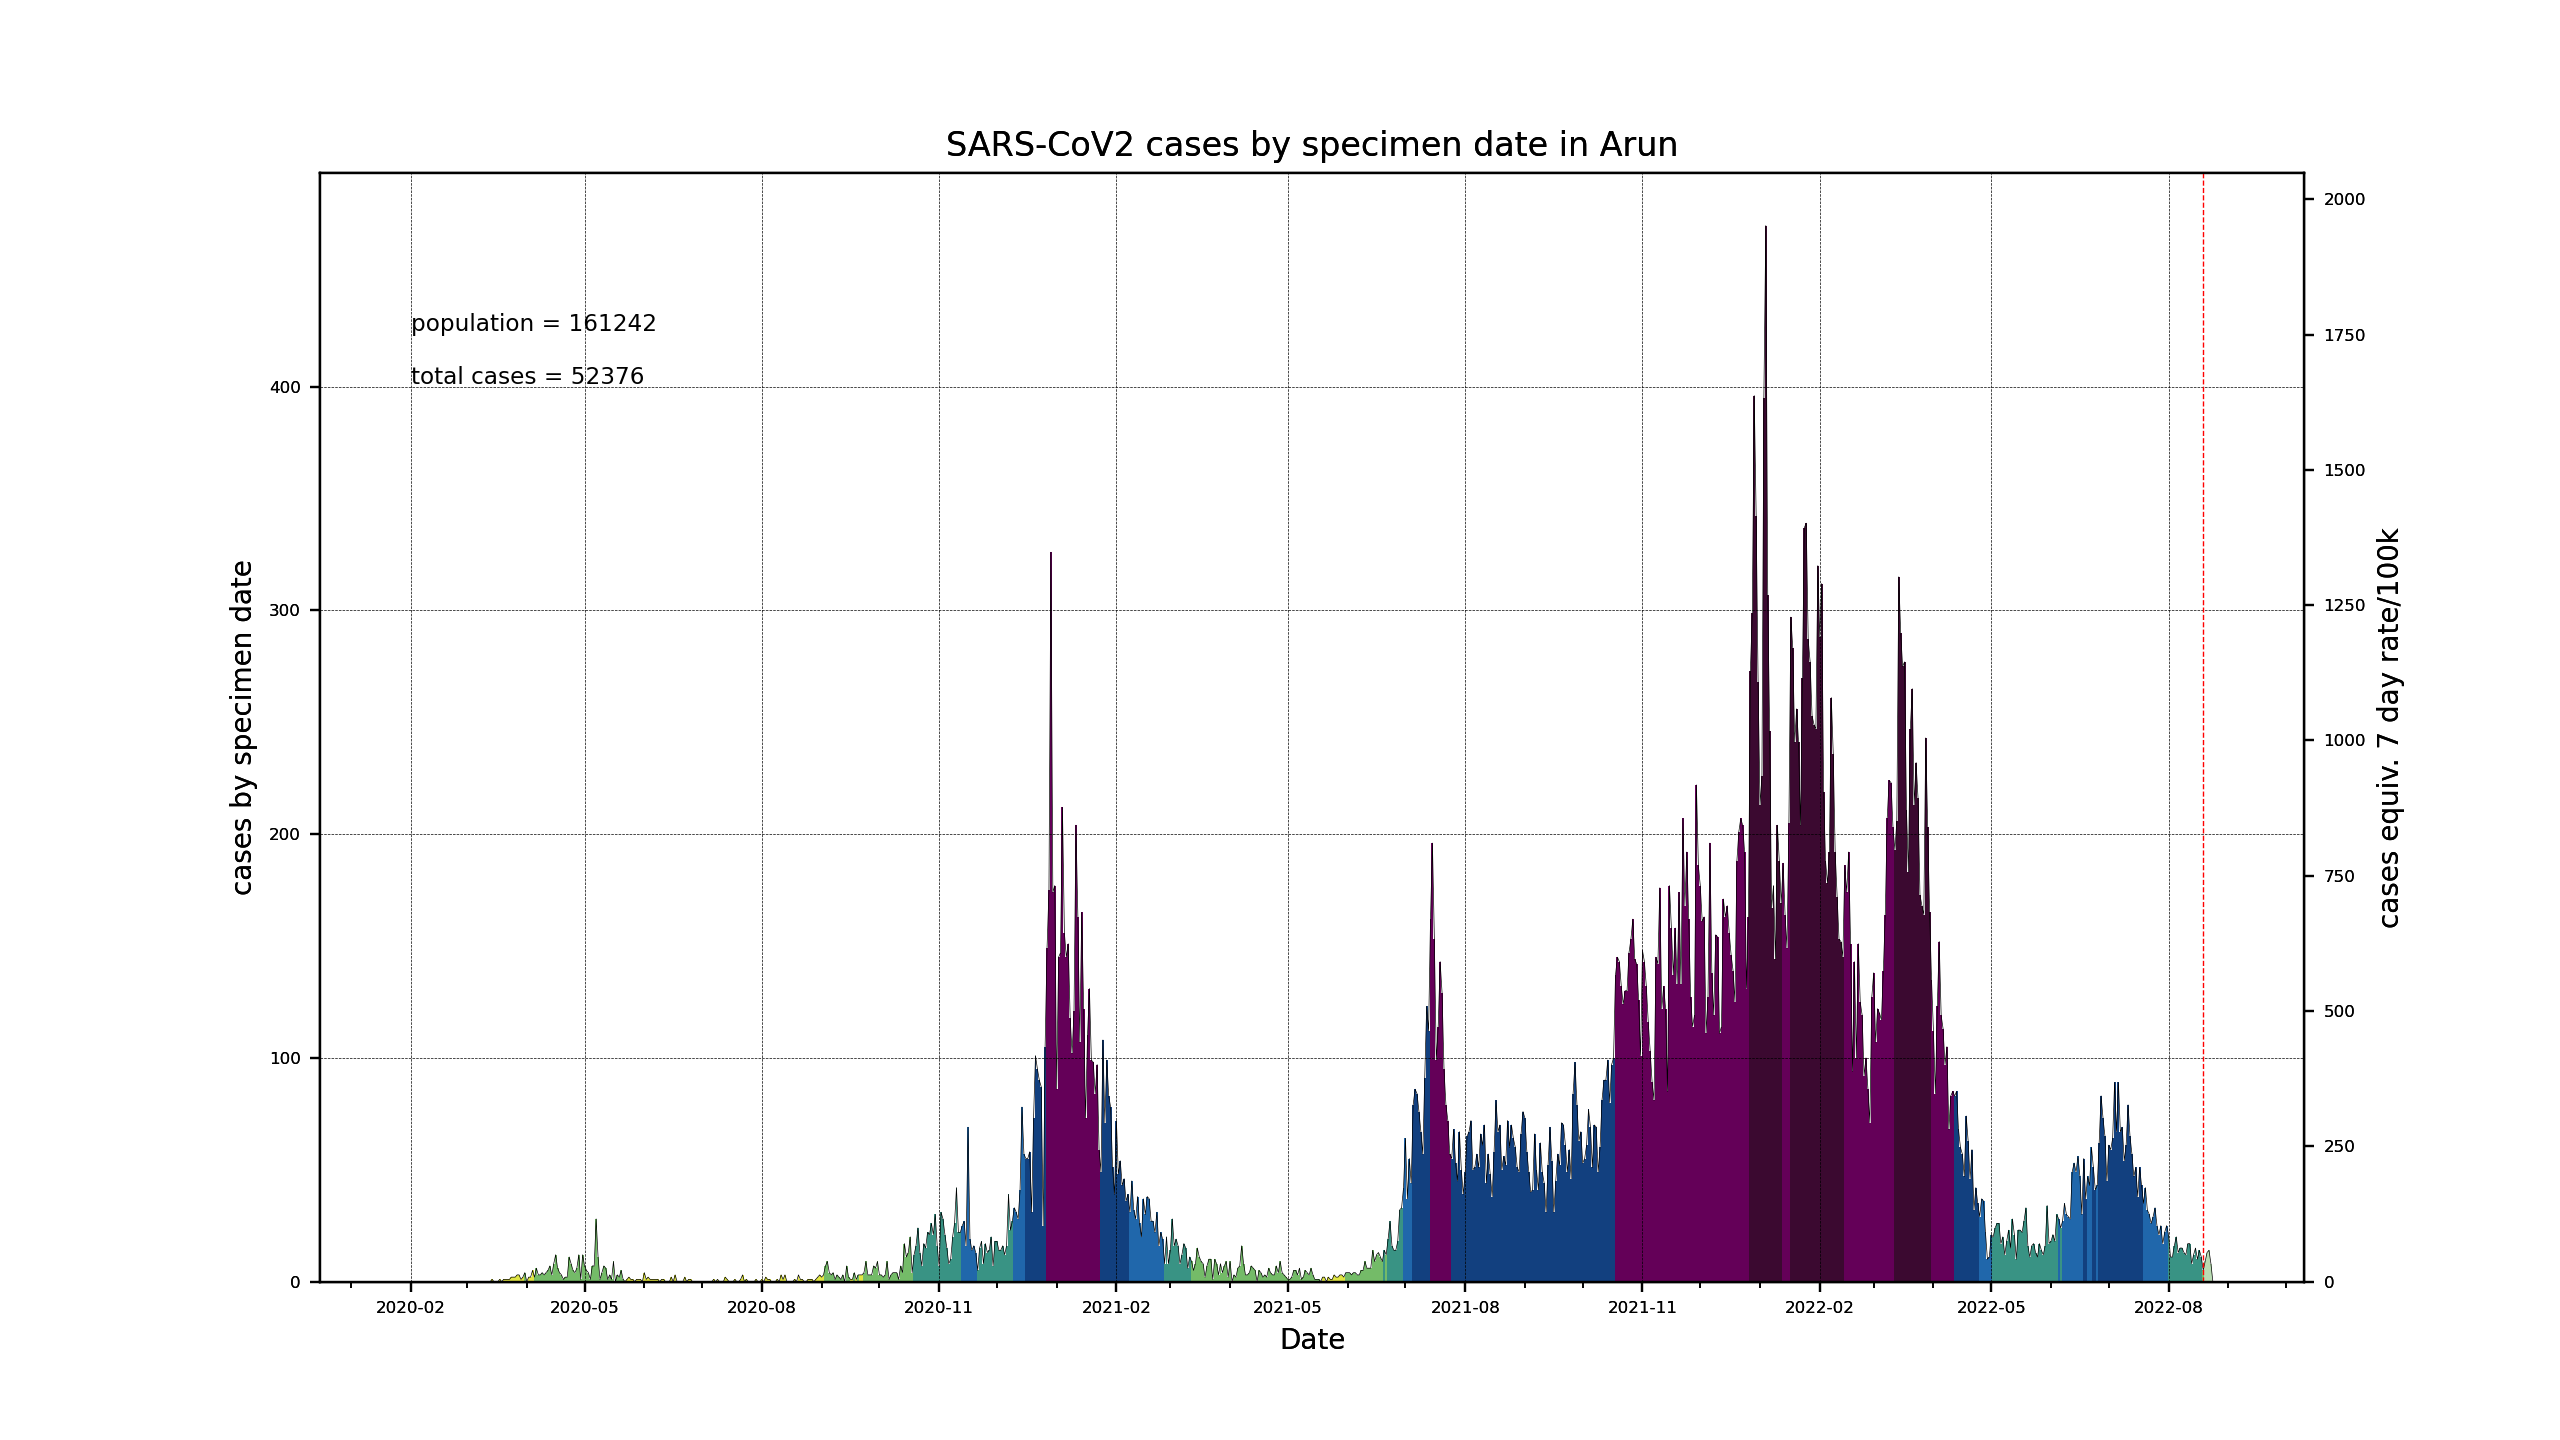 SARS-CoV2 cases by specimen date in Arun
population = 161242
total cases = 52376
cases by specimen date
400
300
200
100
0
2000
1750
1500
1250
1000
750
500
250
0
cases equiv. 7 day rate/100k
2020-02 2020-05 2020-08 2020-11 2021-02 2021-05 2021-08 2021-11 2022-02 2022-05 2022-08
Date